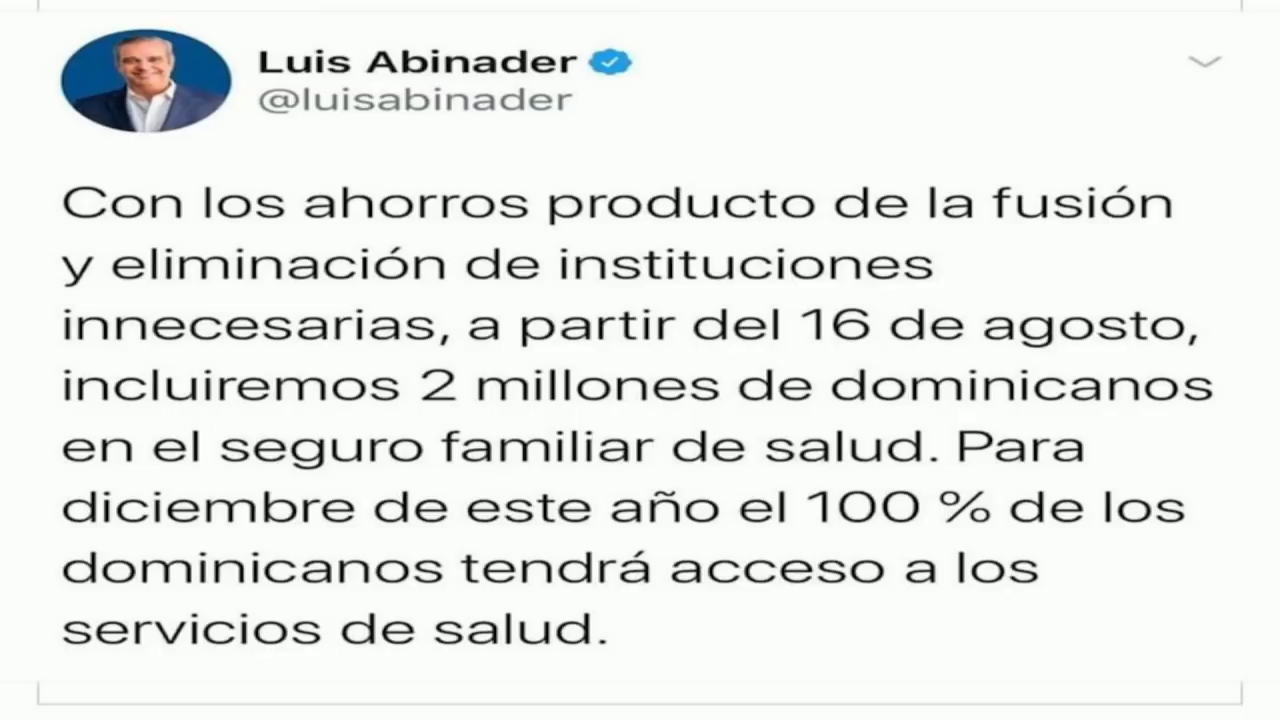 Luis Abinader
@luisabinader
Con los ahorros producto de la fusión
y eliminación de instituciones
innecesarias, a partir del 16 de agosto,
incluiremos 2 millones de dominicanos
en el seguro familiar de salud. Para
diciembre de este año el 100 % de los
dominicanos tendrá acceso a los
servicios de salud.